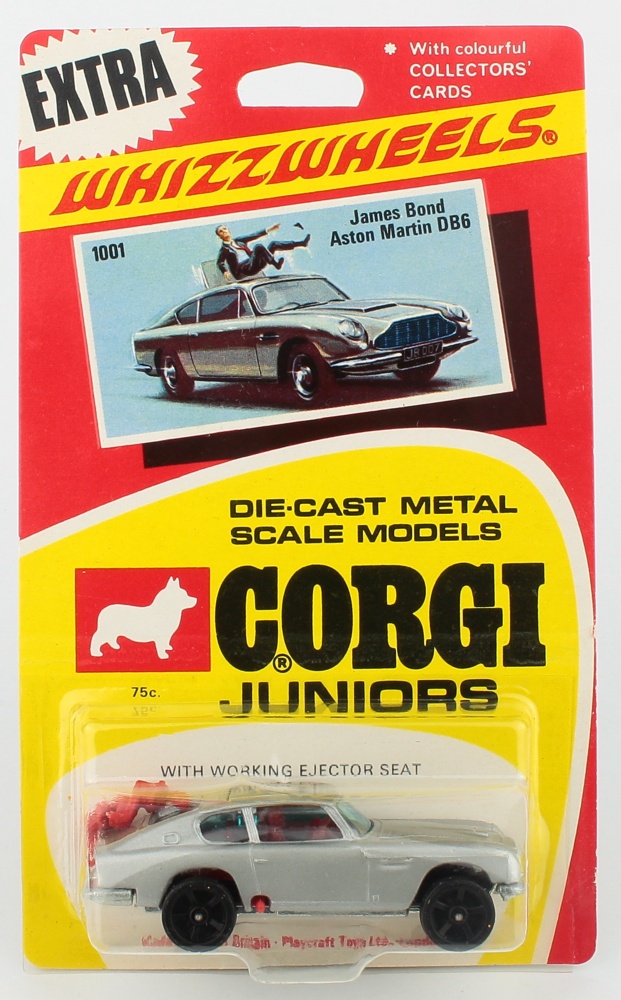 EXTRA
With colourful
COLLECTORS'
CARDS
WHIZZWHEELS®
1001
James Bond
Aston Martin DB6
JB 007
DIE-CAST METAL
SCALE MODELS
CORGI®
JUNIORS
75c.
WITH WORKING EJECTOR SEAT
Britain · Playcraft Toys Ltd.